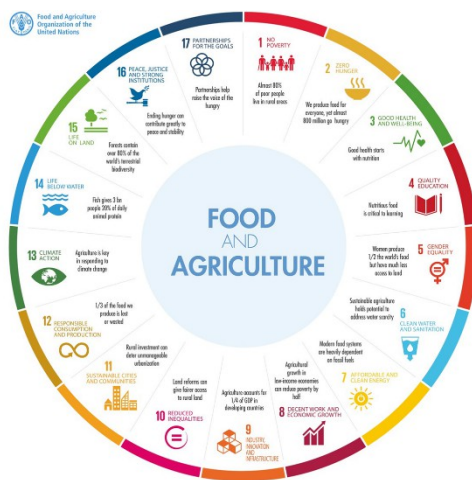 Food and Agriculture
Organization of the
United Nations
FOOD
AND
AGRICULTURE
1 NO
POVERTY
Almost 80%
of poor people
live in rural areas
2 ZERO
HUNGER
We produce food for
everyone, yet almost
800 million go hungry
3 GOOD HEALTH
AND WELL-BEING
Good health starts
with nutrition
4 QUALITY
EDUCATION
Nutritious food
is critical to learning
5 GENDER
EQUALITY
Women produce
1/3 the world's food
but have much less
access to land
Sustainable agriculture
holds potential to
address water scarcity
6
CLEAN WATER
AND SANITATION
Modern food systems
are heavily dependent
on fossil fuels
7 AFFORDABLE AND
CLEAN ENERGY
Agricultural
growth in
low-income economies
can reduce poverty by
half
8 DECENT WORK AND
ECONOMIC GROWTH
Agriculture accounts for
1/4 of GDP in
developing countries
9
INDUSTRY,
INNOVATION
AND
INFRASTRUCTURE
Land reforms can
give fairer access
to rural land
10 REDUCED
INEQUALITIES
Rural investment can
deter unmanageable
urbanization
11
SUSTAINABLE CITIES
AND COMMUNITIES
1/3 of the food we
produce is lost
or wasted
12 RESPONSIBLE
CONSUMPTION
AND PRODUCTION
13 CLIMATE
ACTION
Agriculture is key
in responding to
climate change
14 LIFE
BELOW WATER
Fish gives 3 bn
people 20% of daily
animal protein
15
LIFE
ON LAND
Forests contain
over 80% of the
world's terrestrial
biodiversity
16 PEACE, JUSTICE
AND STRONG
INSTITUTIONS
Ending hunger can
contribute greatly to
peace and stability
17 PARTNERSHIPS
FOR THE GOALS
Partnerships help
raise the voice of the
hungry